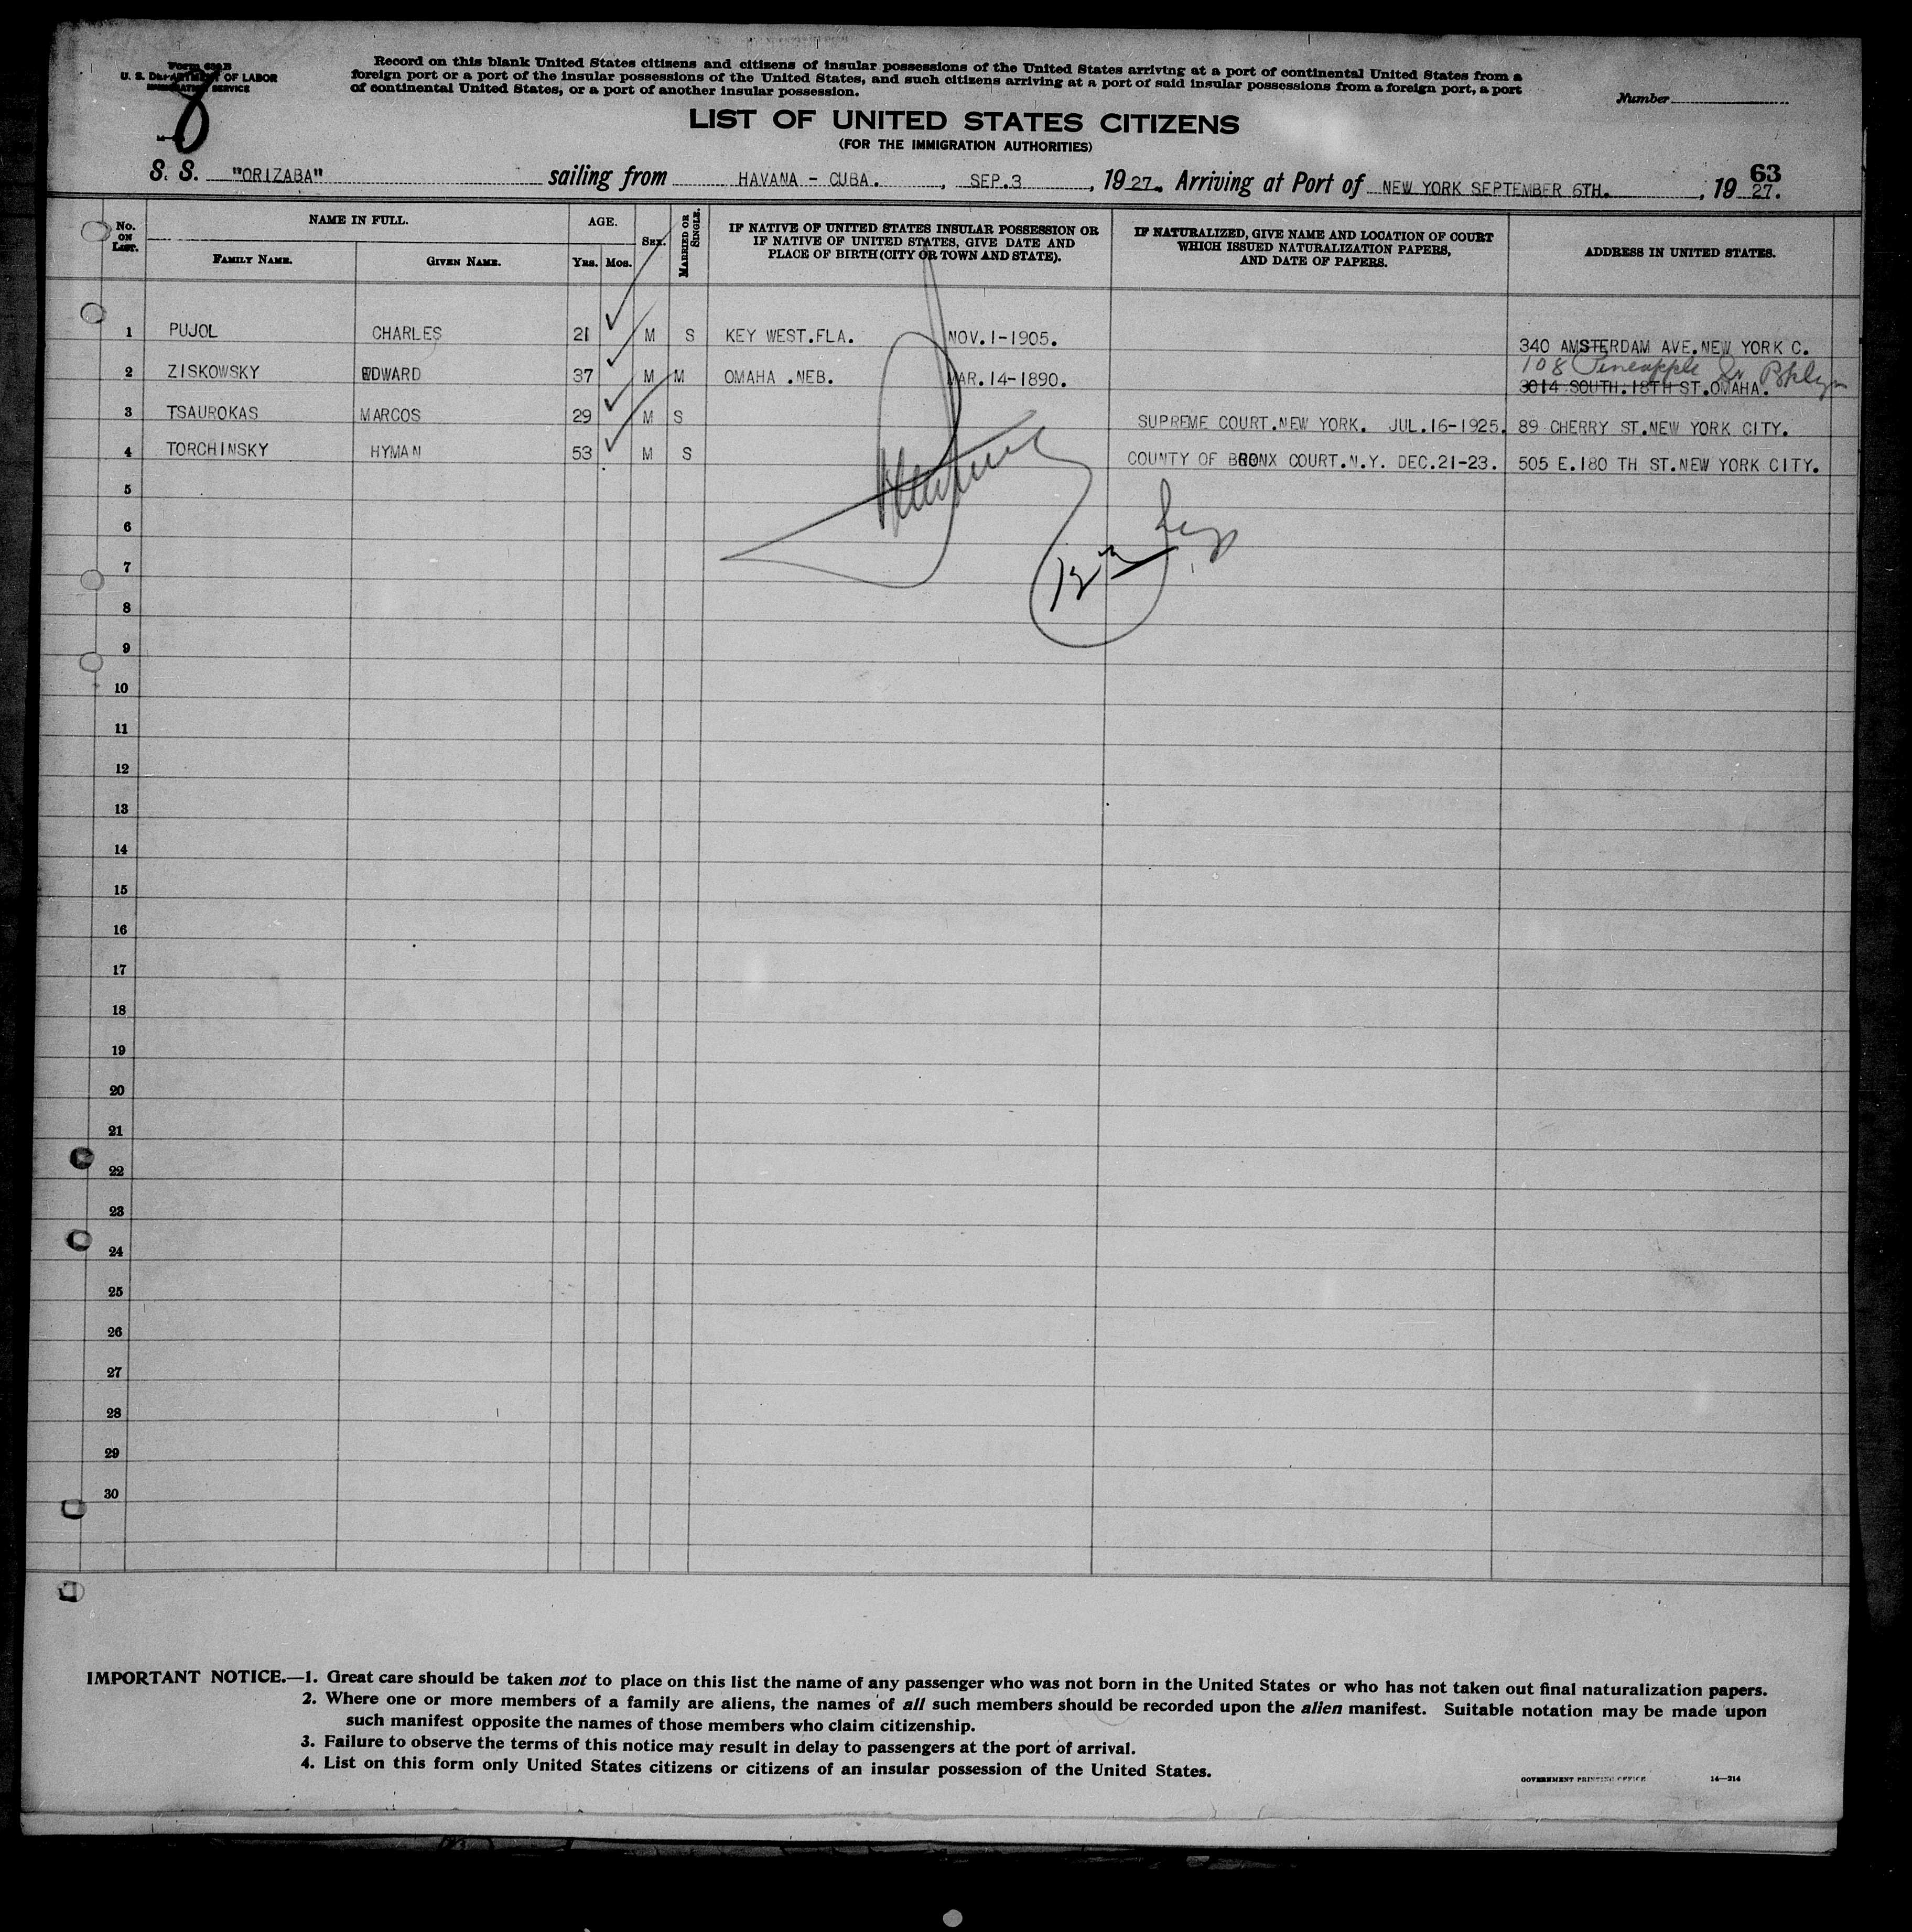 Form 630 B
U. S. DEPARTMENT OF LABOR
IMMIGRATION SERVICE
8
Record on this blank United States citizens and citizens of insular possessions of the United States arriving at a port of continental United States from a
foreign port or a port of the insular possessions of the United States, and such citizens arriving at a port of said insular possessions from a foreign port, a port
of continental United States, or a port of another insular possession.
Number
LIST OF UNITED STATES CITIZENS
(FOR THE IMMIGRATION AUTHORITIES)
63
S. S. "ORIZABA" sailing from HAVANA - CUBA. , SEP.3 , 1927. Arriving at Port of NEW YORK SEPTEMBER 6TH. , 1927.
No. ON LIST.
NAME IN FULL.
FAMILY NAME. GIVEN NAME.
AGE.
YRS. MOS.
SEX.
MARRIED OR SINGLE.
IF NATIVE OF UNITED STATES INSULAR POSSESSION OR
IF NATIVE OF UNITED STATES, GIVE DATE AND
PLACE OF BIRTH (CITY OR TOWN AND STATE).
IF NATURALIZED, GIVE NAME AND LOCATION OF COURT
WHICH ISSUED NATURALIZATION PAPERS,
AND DATE OF PAPERS.
ADDRESS IN UNITED STATES.
1 PUJOL CHARLES 21 M S KEY WEST.FLA. NOV.1-1905. 340 AMSTERDAM AVE.NEW YORK C.
108 Pineapple St Bklyn
2 ZISKOWSKY EDWARD 37 M M OMAHA .NEB. MAR.14-1890. 3014 SOUTH.18TH ST.OMAHA.
3 TSAUROKAS MARCOS 29 M S SUPREME COURT.NEW YORK. JUL.16-1925. 89 CHERRY ST.NEW YORK CITY.
4 TORCHINSKY HYMAN 53 M S COUNTY OF BRONX COURT.N.Y. DEC.21-23. 505 E.180 TH ST.NEW YORK CITY.
5
6
7
8
9
10
11
12
13
14
15
16
17
18
19
20
21
22
23
24
25
26
27
28
29
30
IMPORTANT NOTICE.—1. Great care should be taken not to place on this list the name of any passenger who was not born in the United States or who has not taken out final naturalization papers.
2. Where one or more members of a family are aliens, the names of all such members should be recorded upon the alien manifest. Suitable notation may be made upon
such manifest opposite the names of those members who claim citizenship.
3. Failure to observe the terms of this notice may result in delay to passengers at the port of arrival.
4. List on this form only United States citizens or citizens of an insular possession of the United States.
GOVERNMENT PRINTING OFFICE 14—214